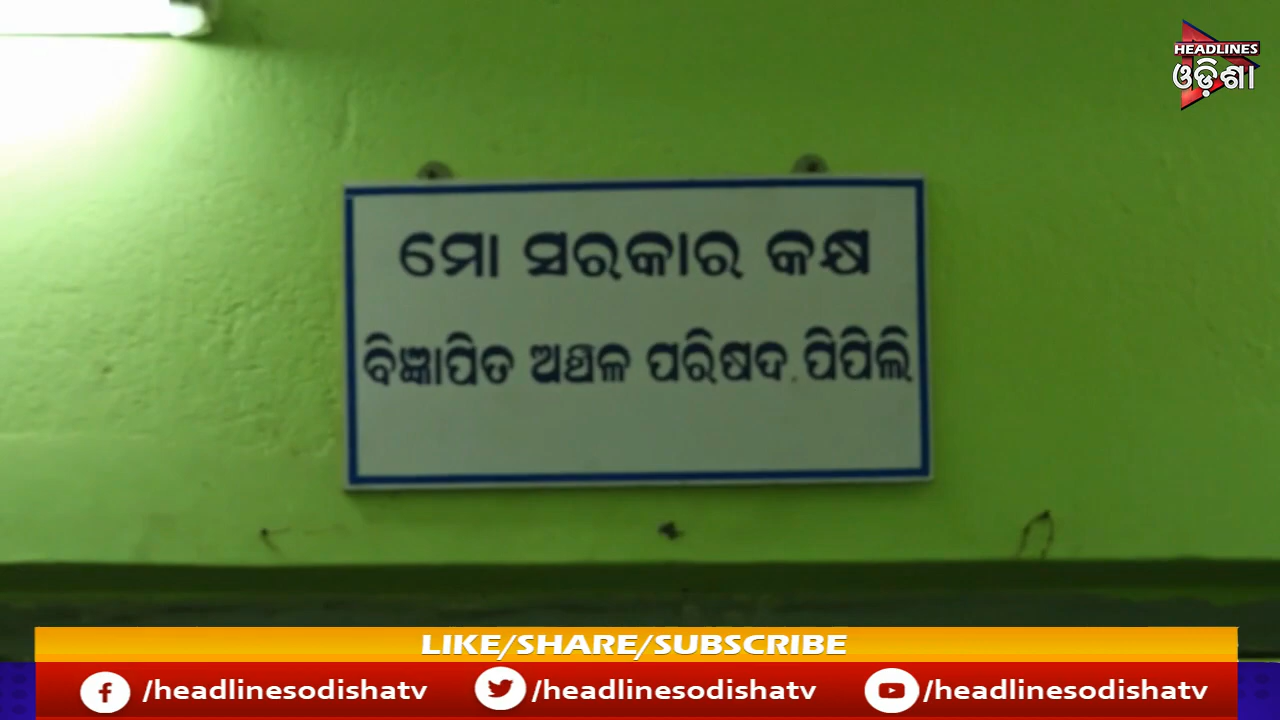 HEADLINES
ଓଡ଼ିଶା
ମୋ ସରକାର କକ୍ଷ
ବିଜ୍ଞାପିତ ଅଞ୍ଚଳ ପରିଷଦ.ପିପିଲି
LIKE/SHARE/SUBSCRIBE
/headlinesodishatv /headlinesodishatv /headlinesodishatv